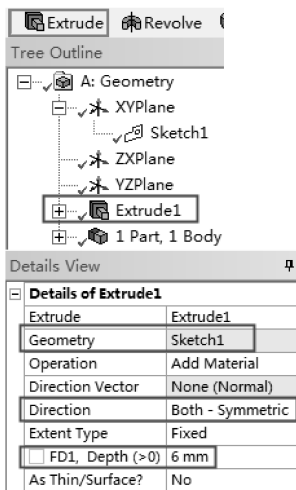 Extrude Revolve
Tree Outline
A: Geometry
XYPlane
Sketch1
ZXPlane
YZPlane
Extrude1
1 Part, 1 Body
Details View
Details of Extrude1
Extrude Extrude1
Geometry Sketch1
Operation Add Material
Direction Vector None (Normal)
Direction Both - Symmetric
Extent Type Fixed
FD1, Depth (>0) 6 mm
As Thin/Surface? No